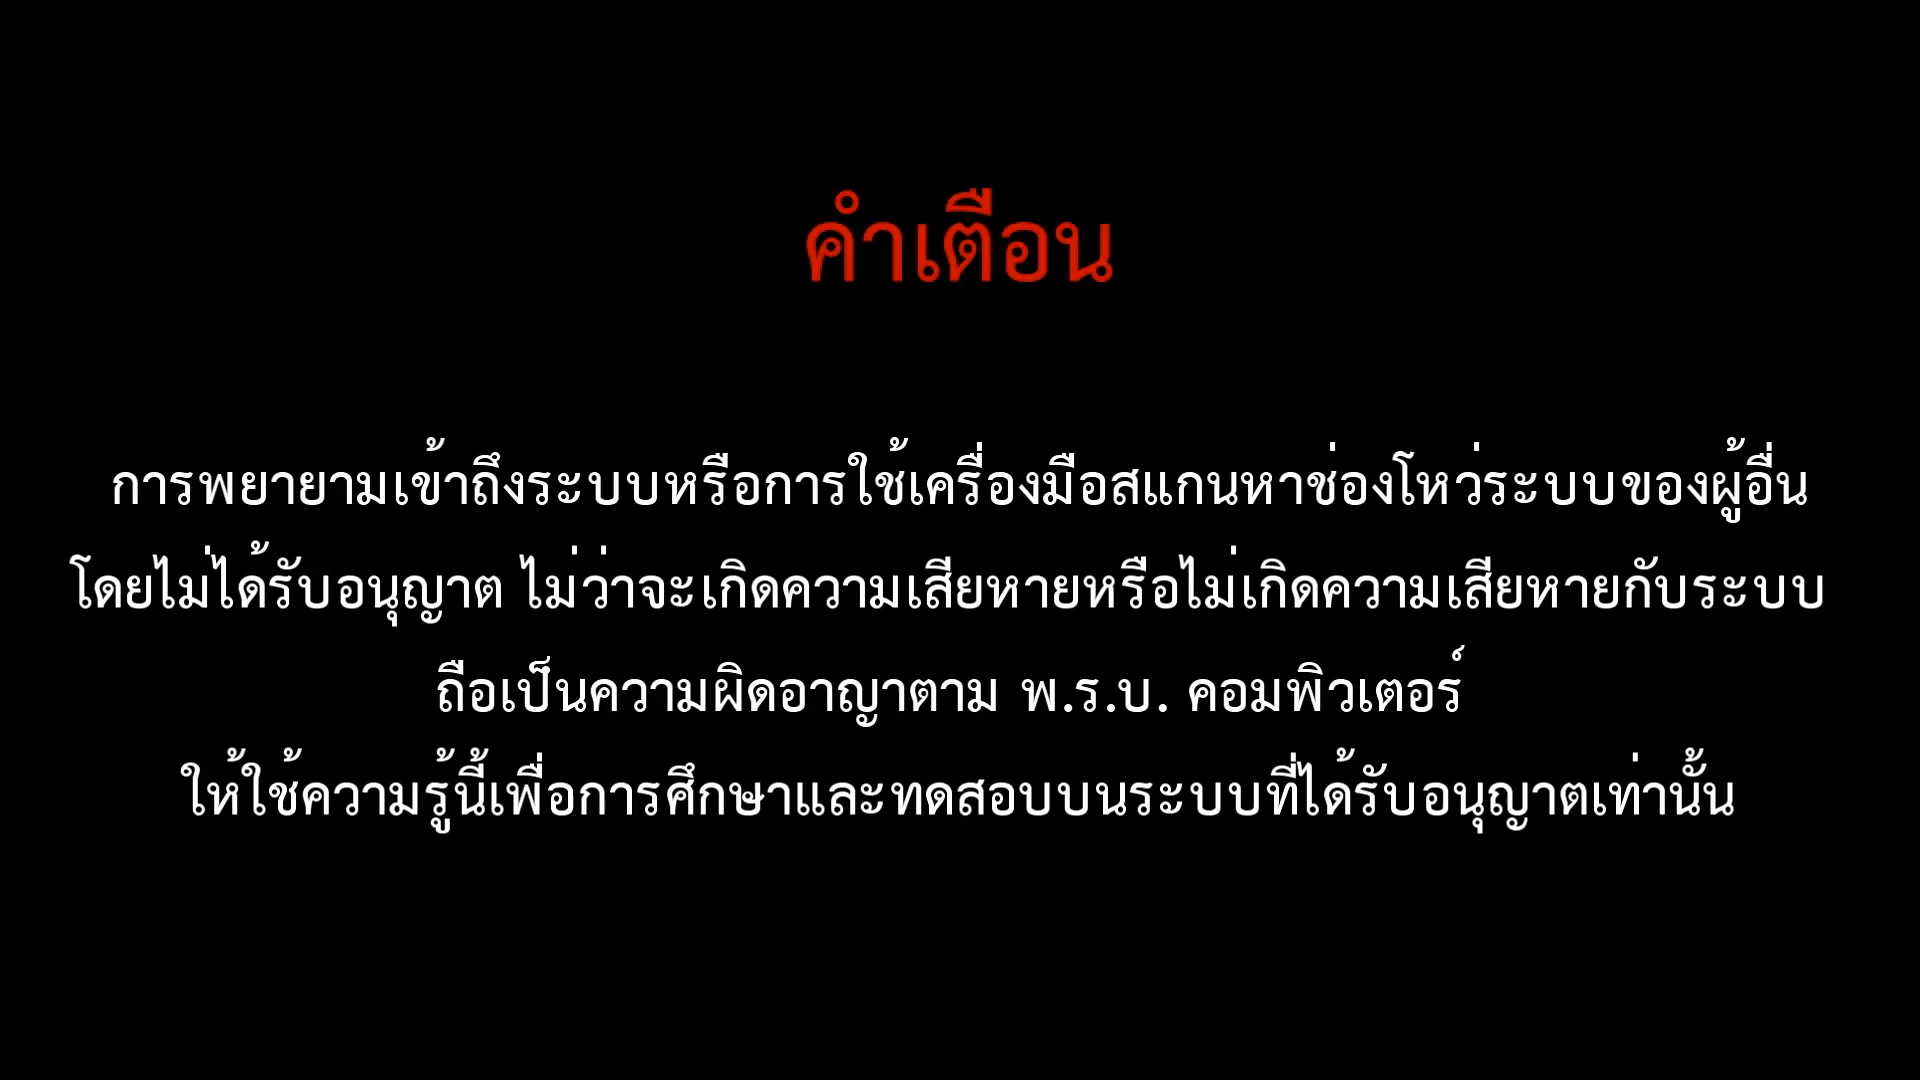 คำเตือน
การพยายามเข้าถึงระบบหรือการใช้เครื่องมือสแกนหาช่องโหว่ระบบของผู้อื่น
โดยไม่ได้รับอนุญาต ไม่ว่าจะเกิดความเสียหายหรือไม่เกิดความเสียหายกับระบบ
ถือเป็นความผิดอาญาตาม พ.ร.บ. คอมพิวเตอร์
ให้ใช้ความรู้นี้เพื่อการศึกษาและทดสอบบนระบบที่ได้รับอนุญาตเท่านั้น